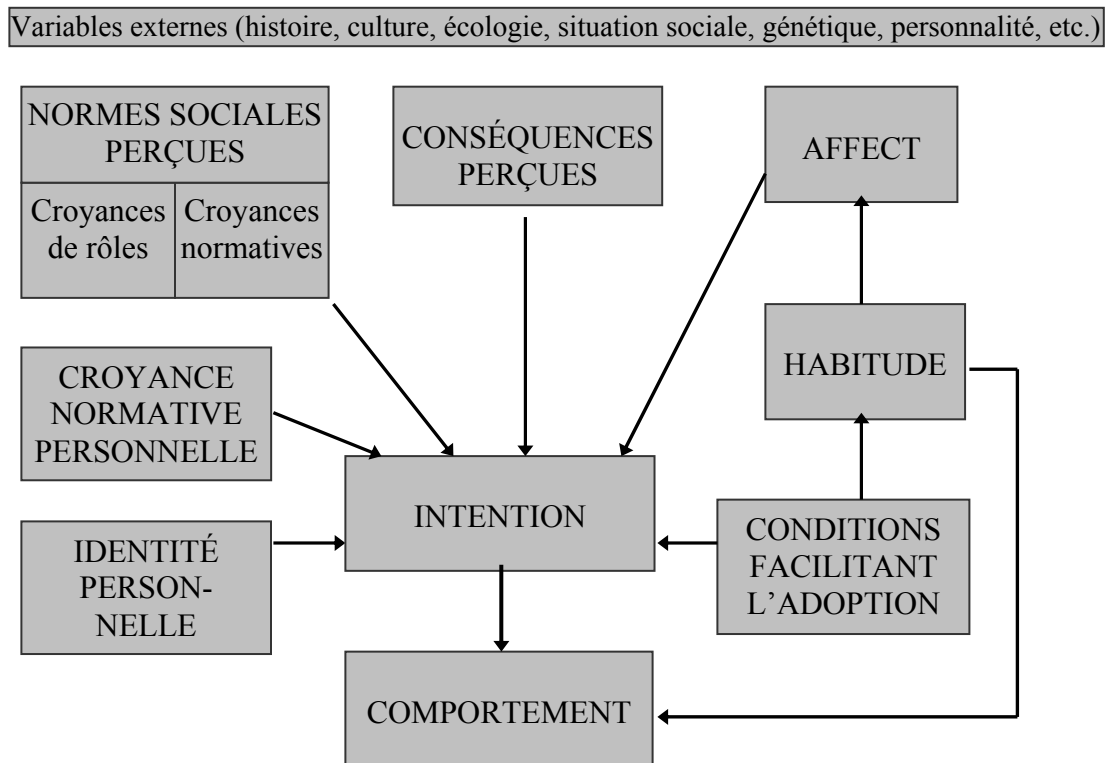 Variables externes (histoire, culture, écologie, situation sociale, génétique, personnalité, etc.)
NORMES SOCIALES
PERÇUES
Croyances
de rôles
Croyances
normatives
CONSÉQUENCES
PERÇUES
AFFECT
HABITUDE
CROYANCE
NORMATIVE
PERSONNELLE
INTENTION
CONDITIONS
FACILITANT
L’ADOPTION
IDENTITÉ
PERSON-
NELLE
COMPORTEMENT